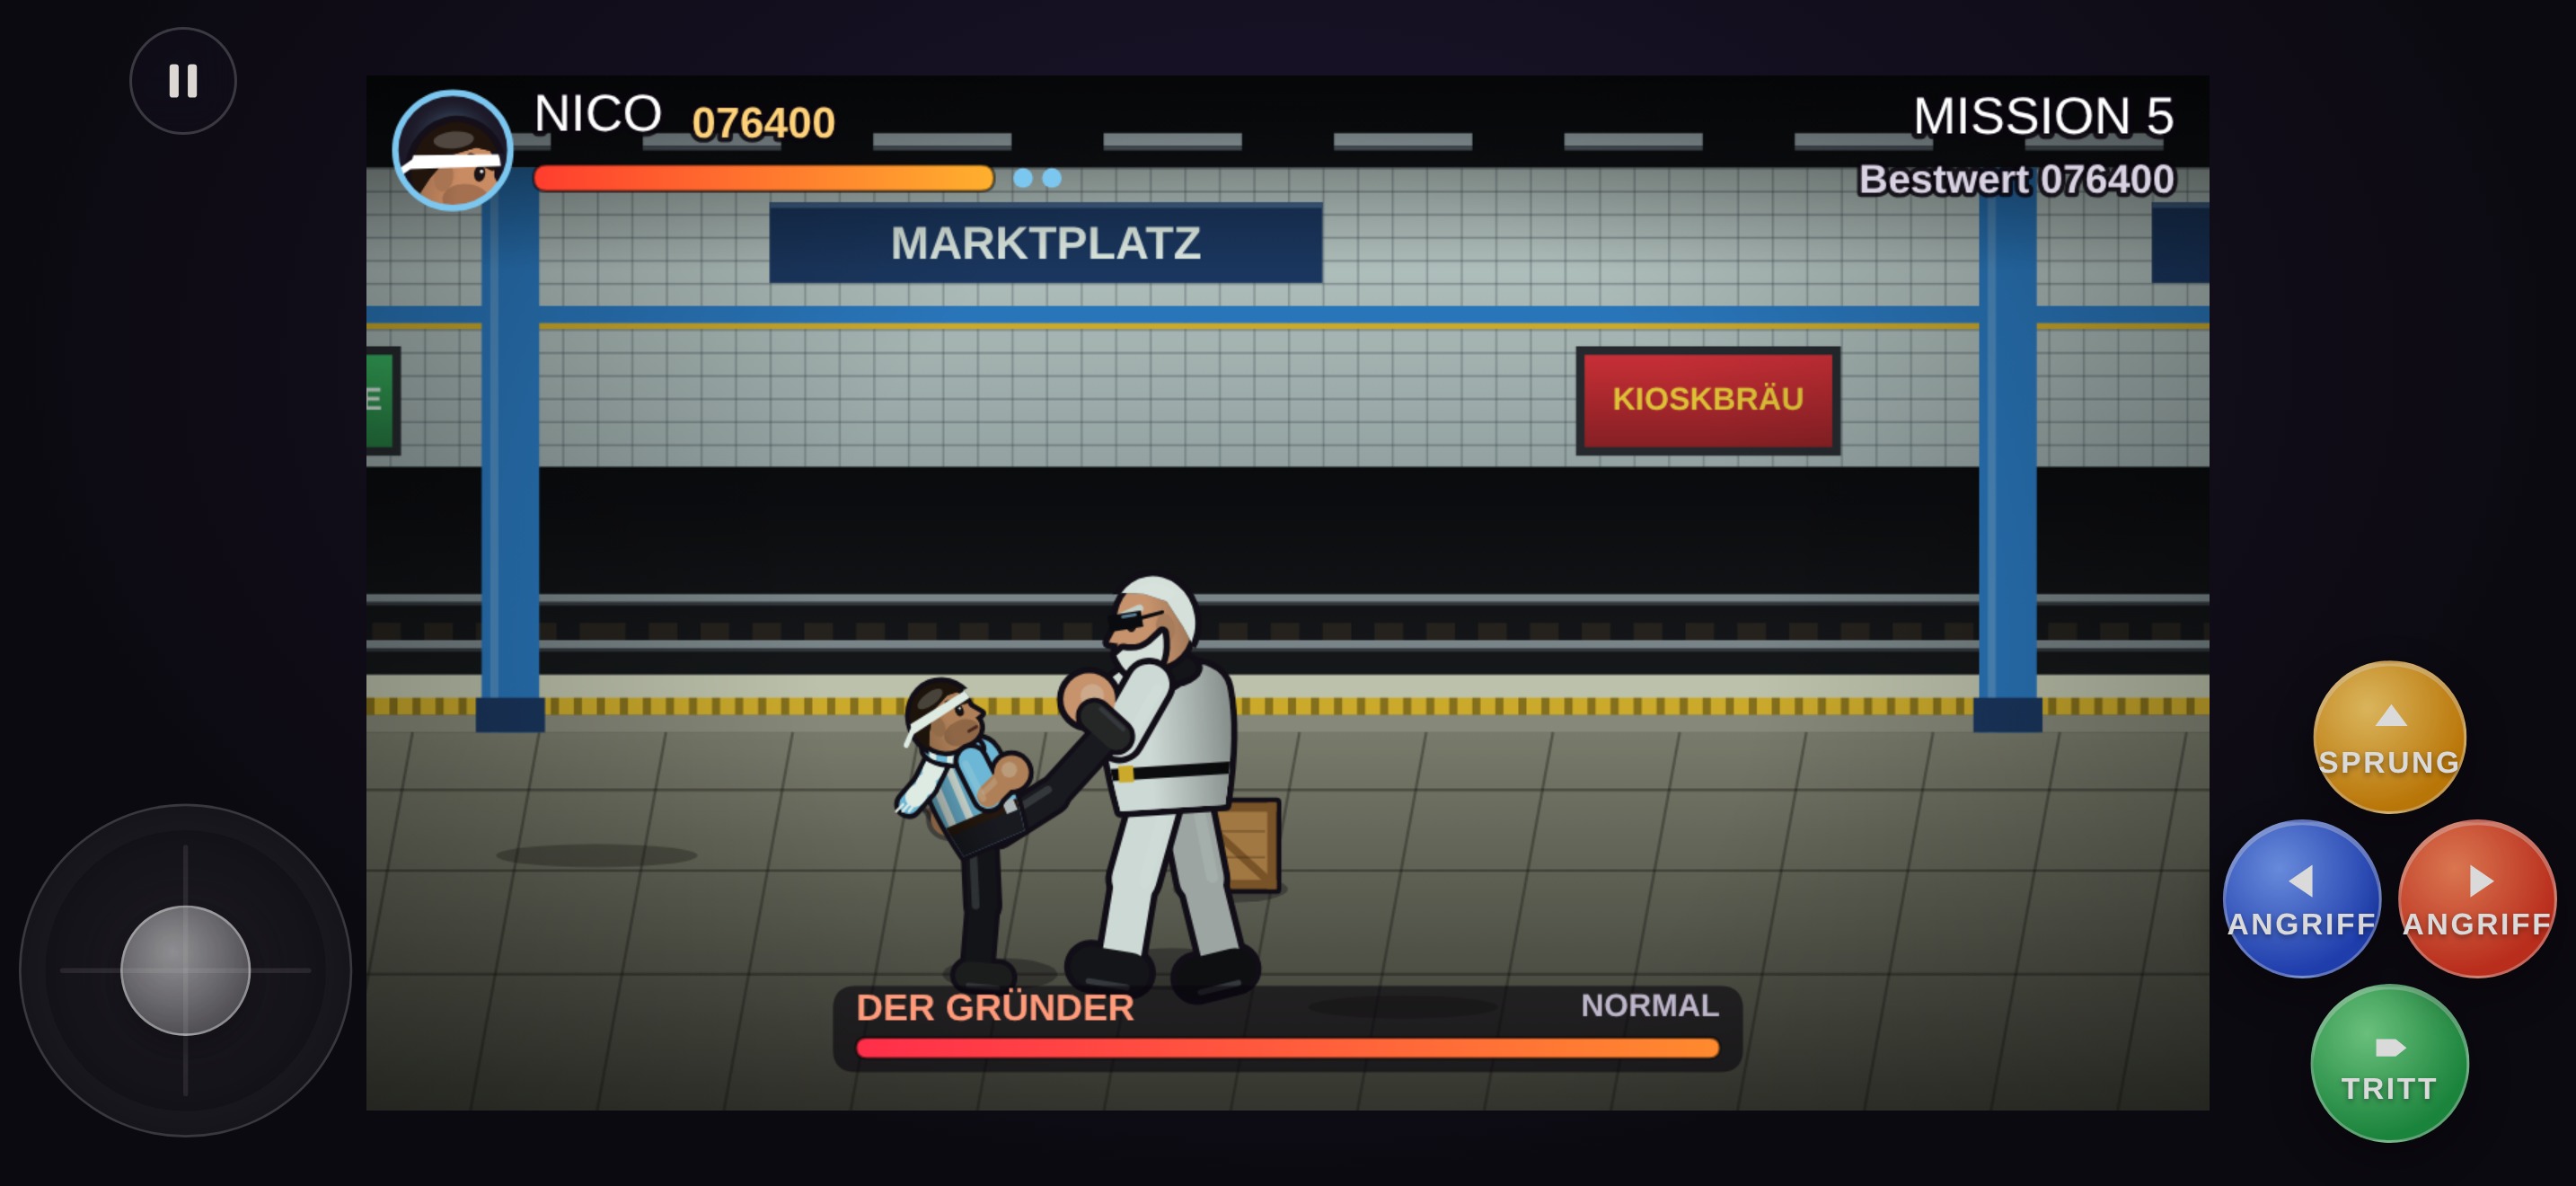 NICO 076400
MISSION 5
Bestwert 076400
MARKTPLATZ
E
KIOSKBRÄU
SPRUNG
ANGRIFF
ANGRIFF
TRITT
DER GRÜNDER
NORMAL